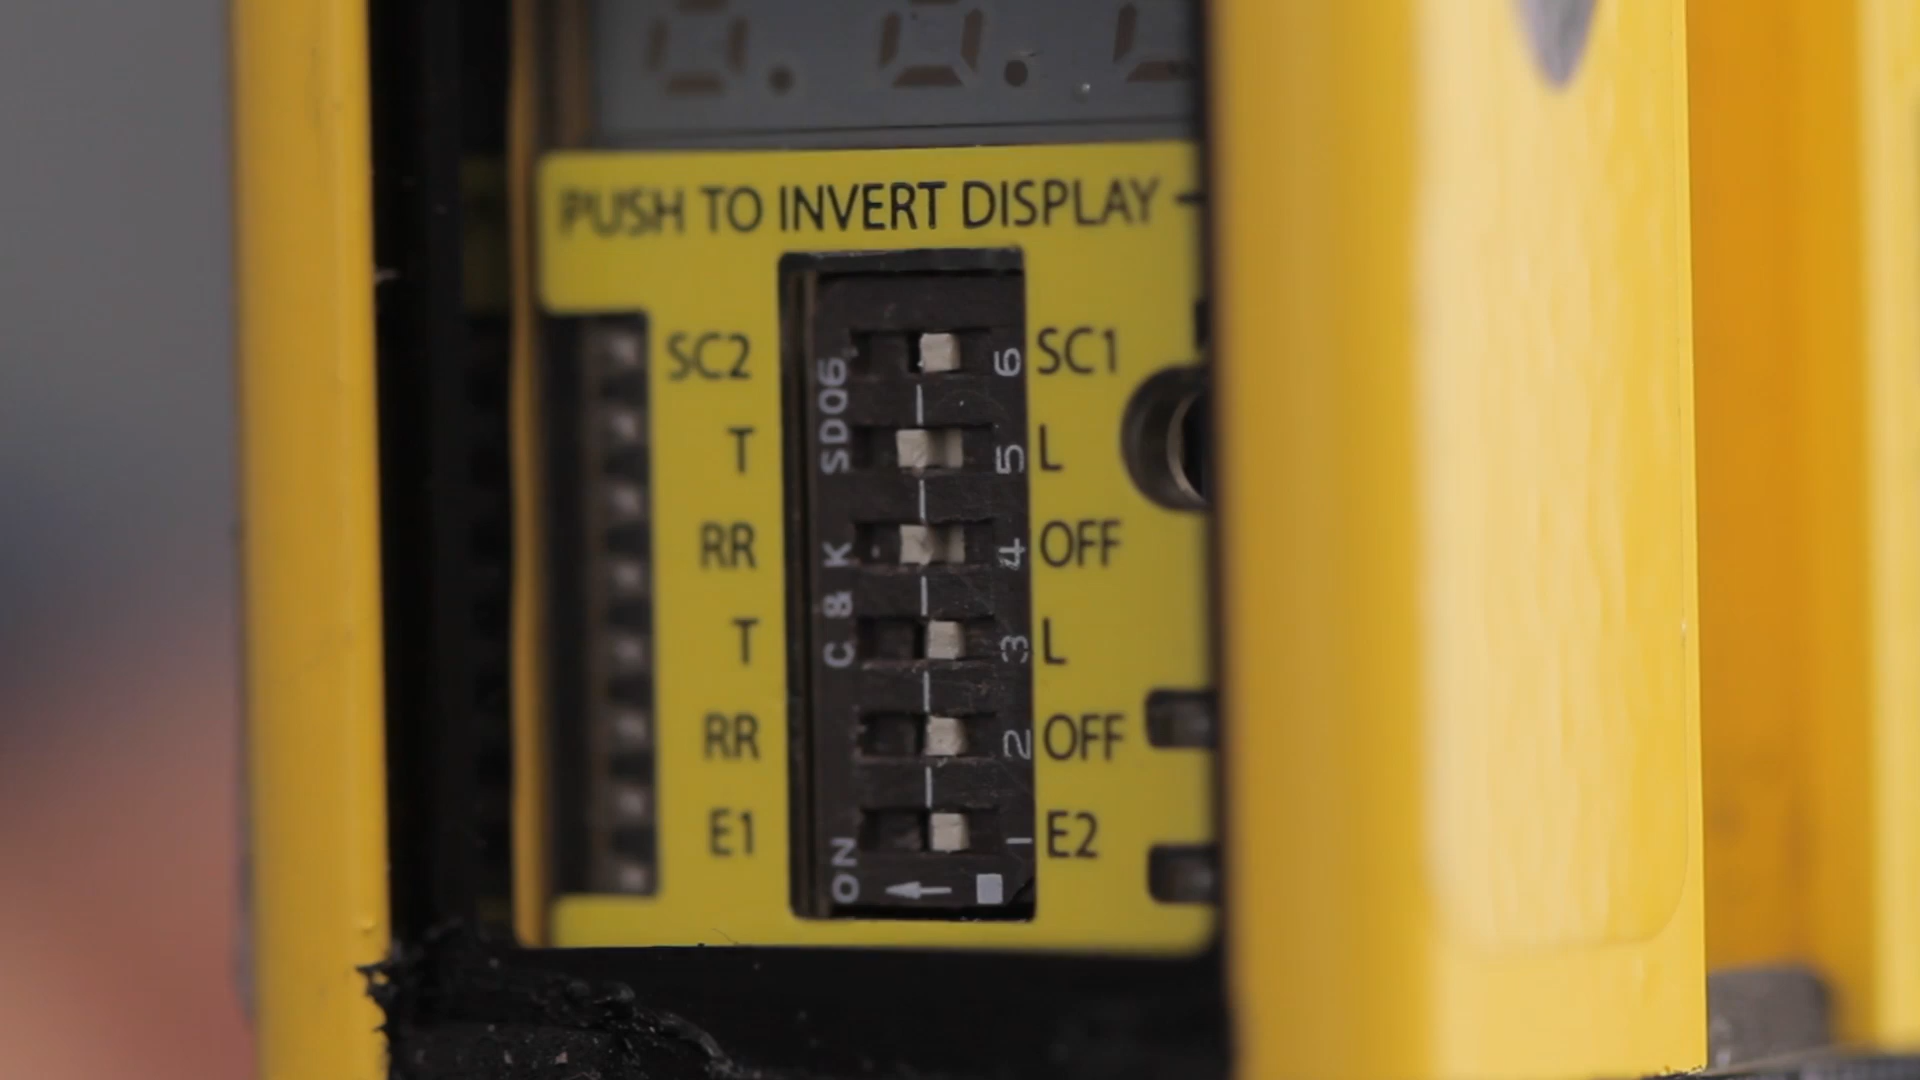 PUSH TO INVERT DISPLAY
SC2 6 SC1
T 5 L
RR 4 OFF
T 3 L
RR 2 OFF
E1 1 E2
SD06
C & K
ON